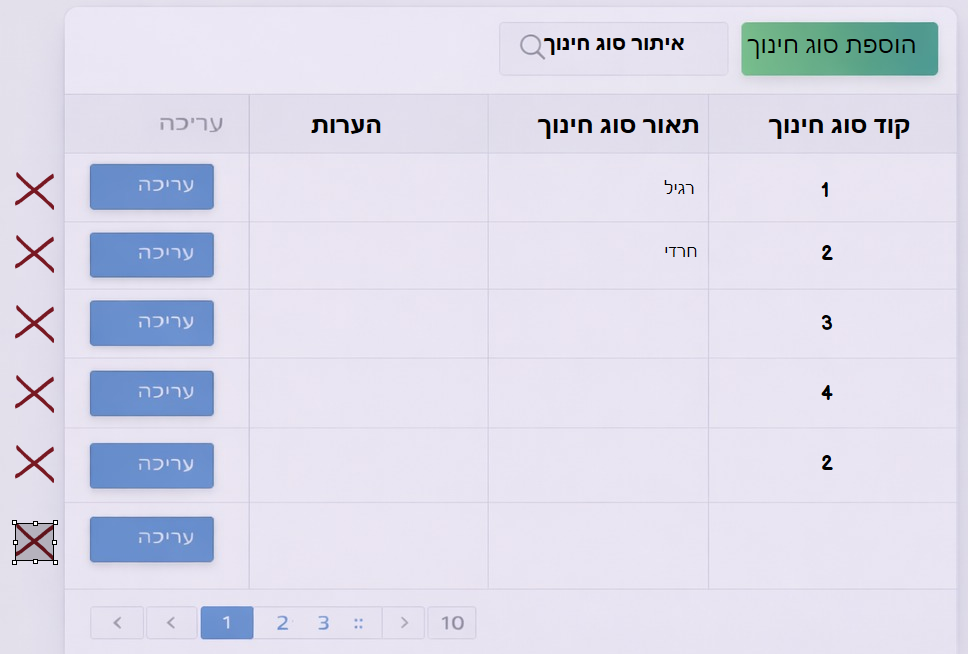 הוספת סוג חינוך
איתור סוג חינוך
קוד סוג חינוך תאור סוג חינוך הערות עריכה
1 רגיל עריכה
2 חרדי עריכה
3 עריכה
4 עריכה
2 עריכה
עריכה
< < 1 2 3 :: > 10